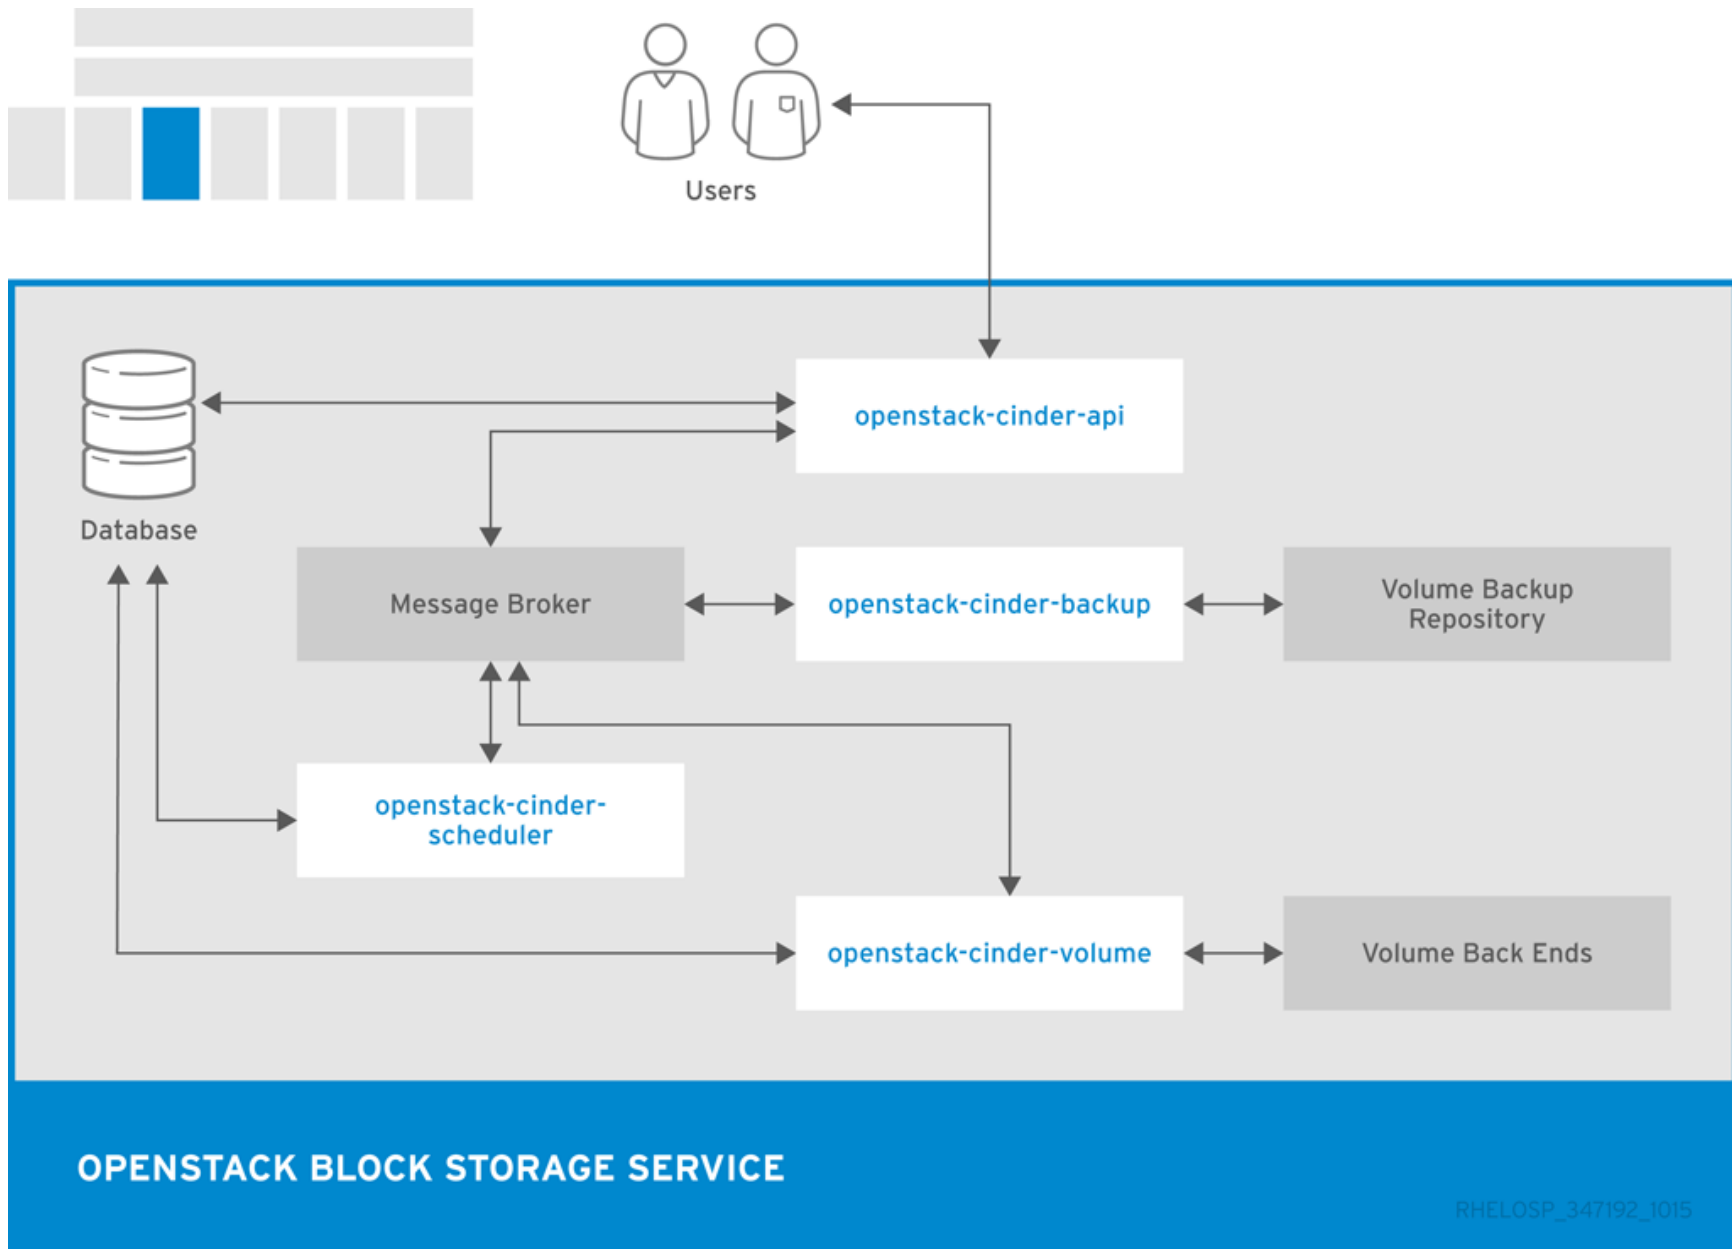 Users
openstack-cinder-api
Database
Message Broker
openstack-cinder-backup
Volume Backup
Repository
openstack-cinder-
scheduler
openstack-cinder-volume
Volume Back Ends
OPENSTACK BLOCK STORAGE SERVICE
RHELOSP_347192_1015